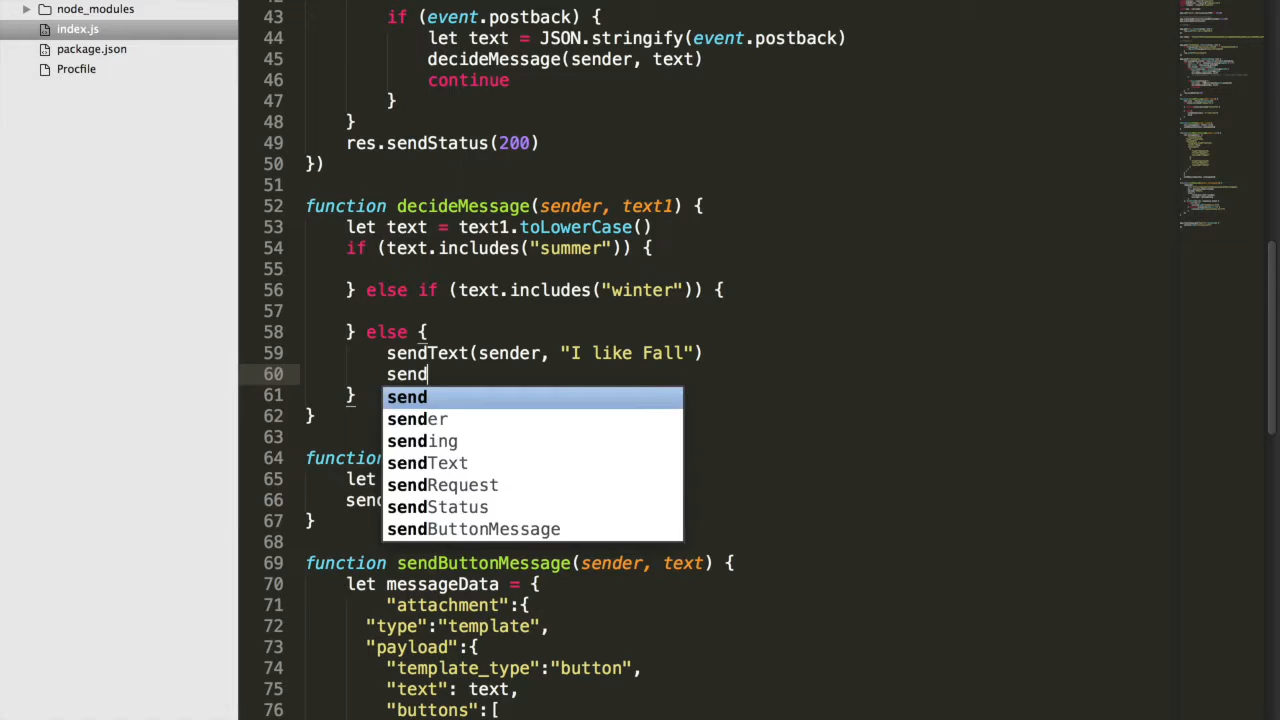 node_modules
index.js
package.json
Procfile
43 if (event.postback) {
44 let text = JSON.stringify(event.postback)
45 decideMessage(sender, text)
46 continue
47 }
48 }
49 res.sendStatus(200)
50 })
51
52 function decideMessage(sender, text1) {
53 let text = text1.toLowerCase()
54 if (text.includes("summer")) {
55
56 } else if (text.includes("winter")) {
57
58 } else {
59 sendText(sender, "I like Fall")
60 send
61 }
62 }
63
64 function
65 let
66 send
67 }
68
send
sender
sending
sendText
sendRequest
sendStatus
sendButtonMessage
69 function sendButtonMessage(sender, text) {
70 let messageData = {
71 "attachment":{
72 "type":"template",
73 "payload":{
74 "template_type":"button",
75 "text": text,
76 "buttons":[